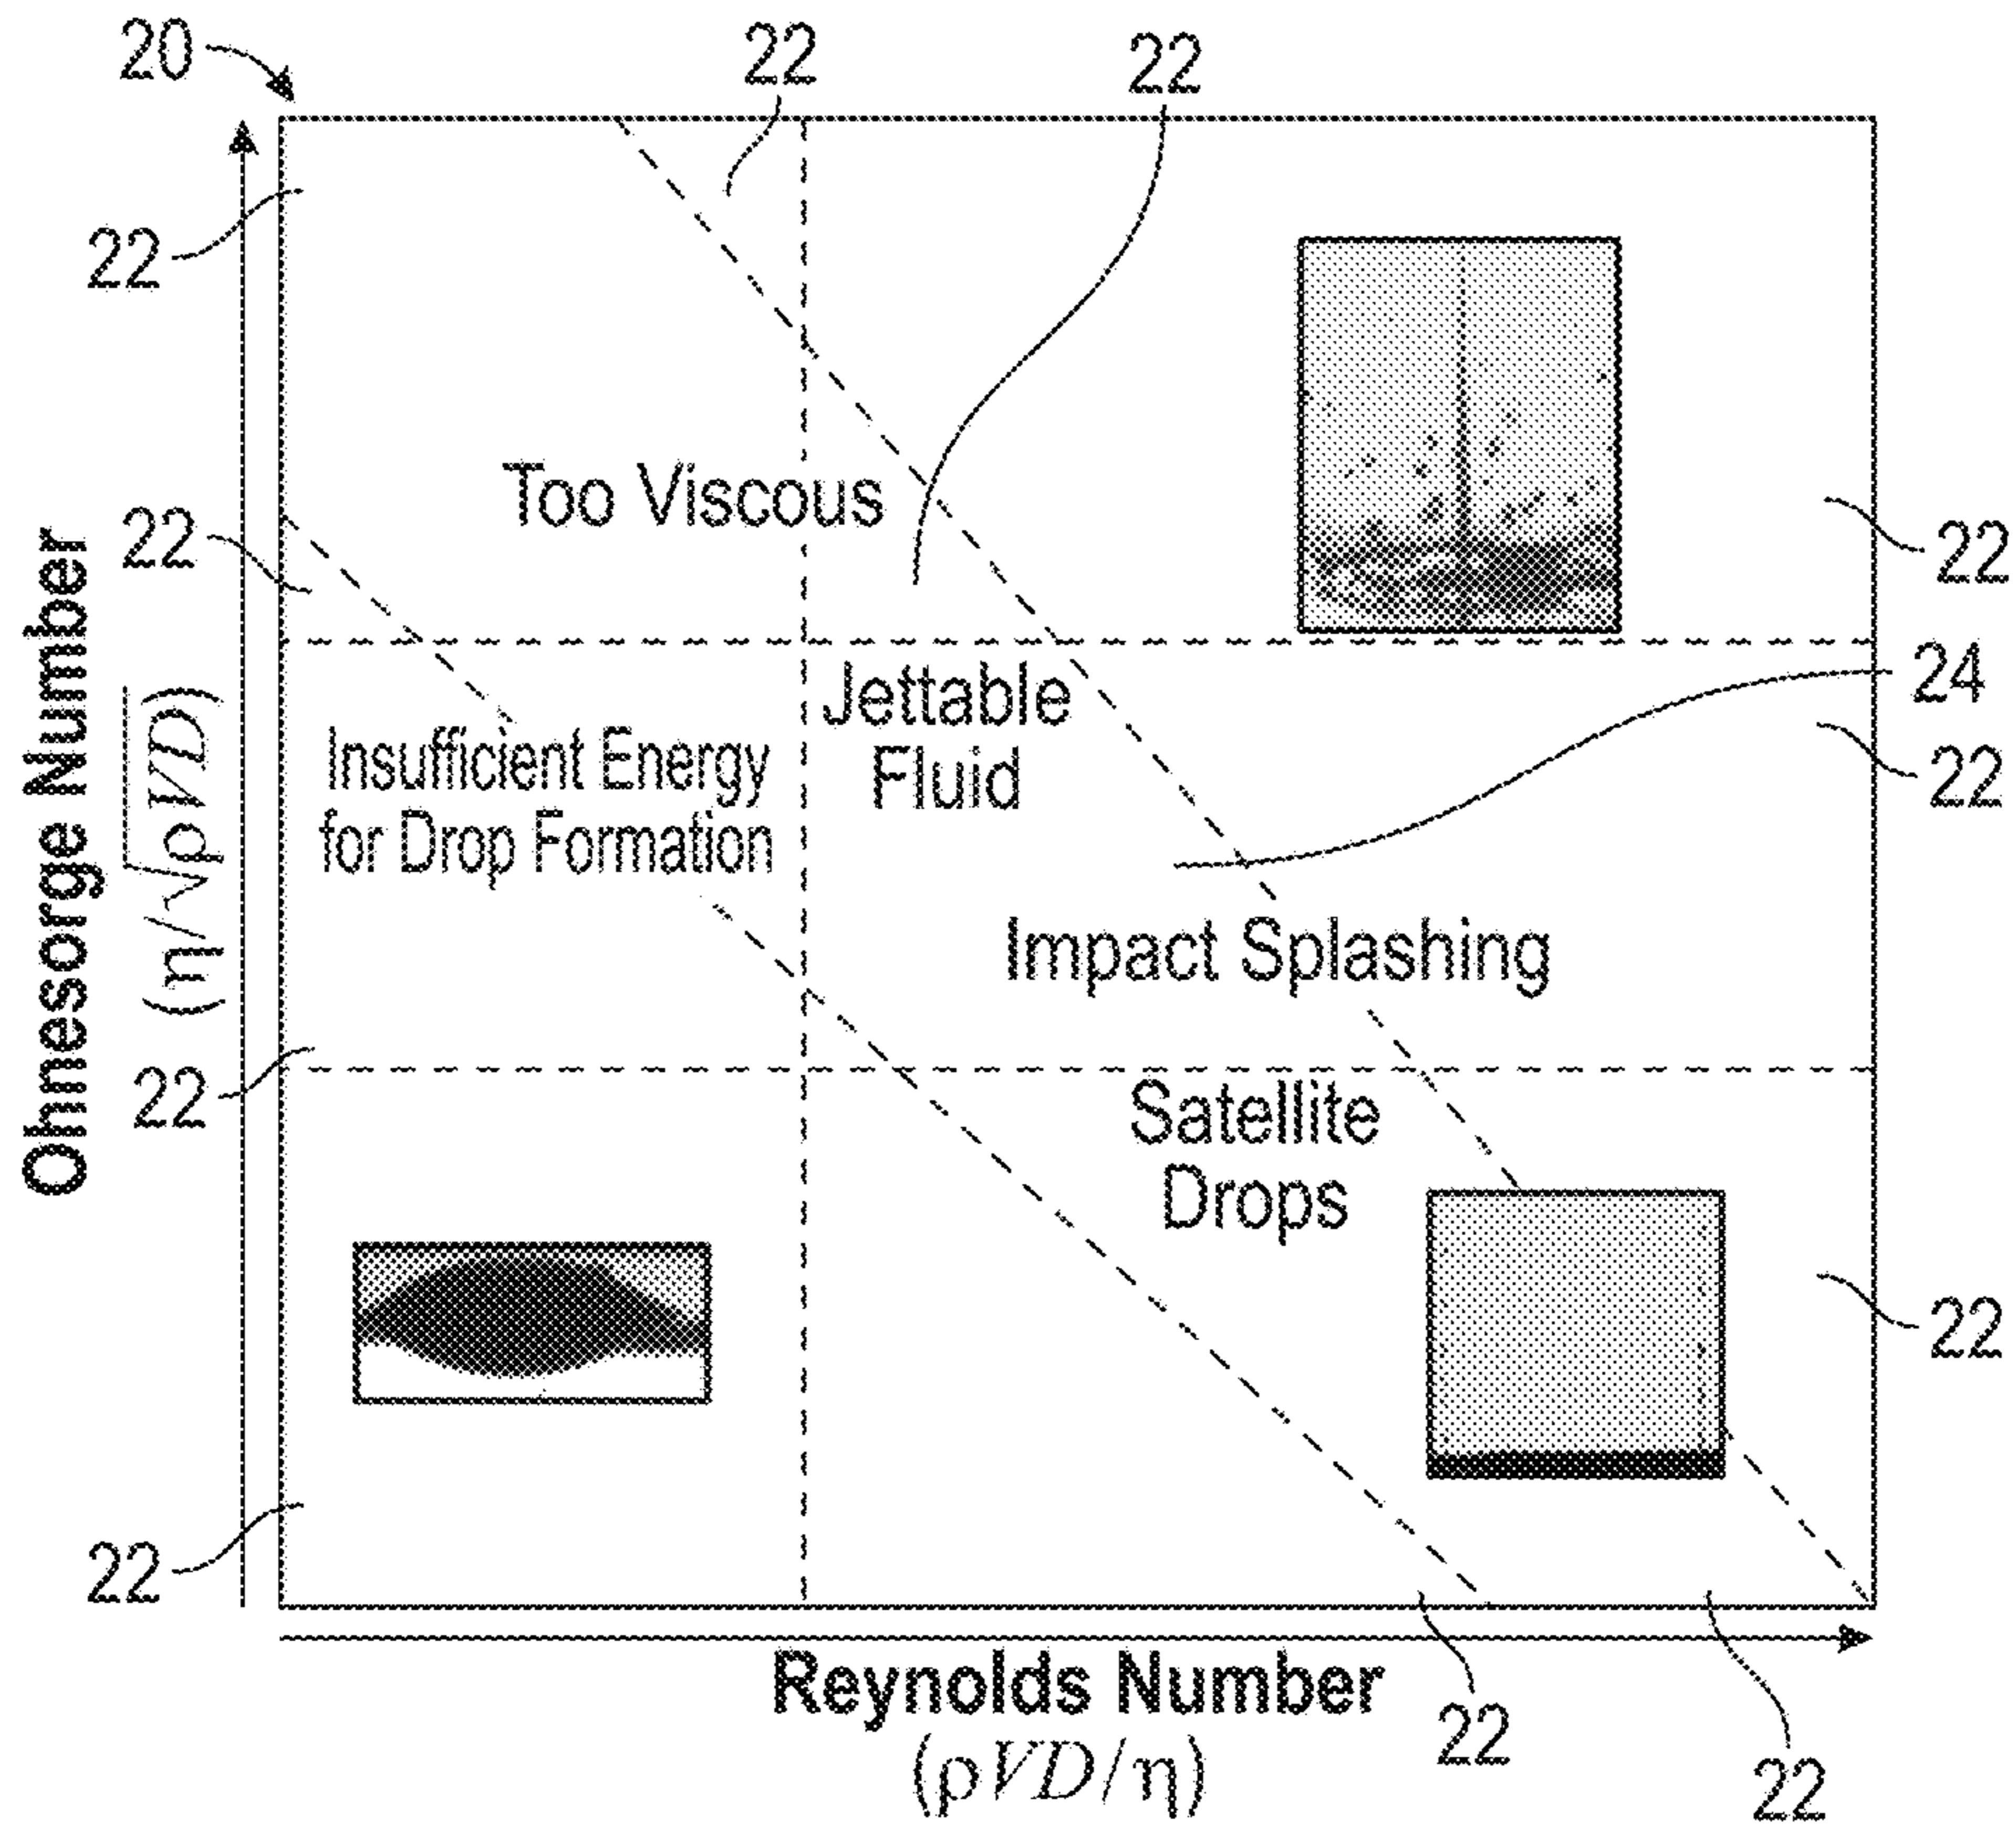 20
22
22
22
Too Viscous
22
22
24
Jettable
Fluid
22
Insufficient Energy
for Drop Formation
Impact Splashing
22
Satellite
Drops
22
22
Ohnesorge Number
(η/√ρVD)
Reynolds Number
(ρVD/η)
22
22